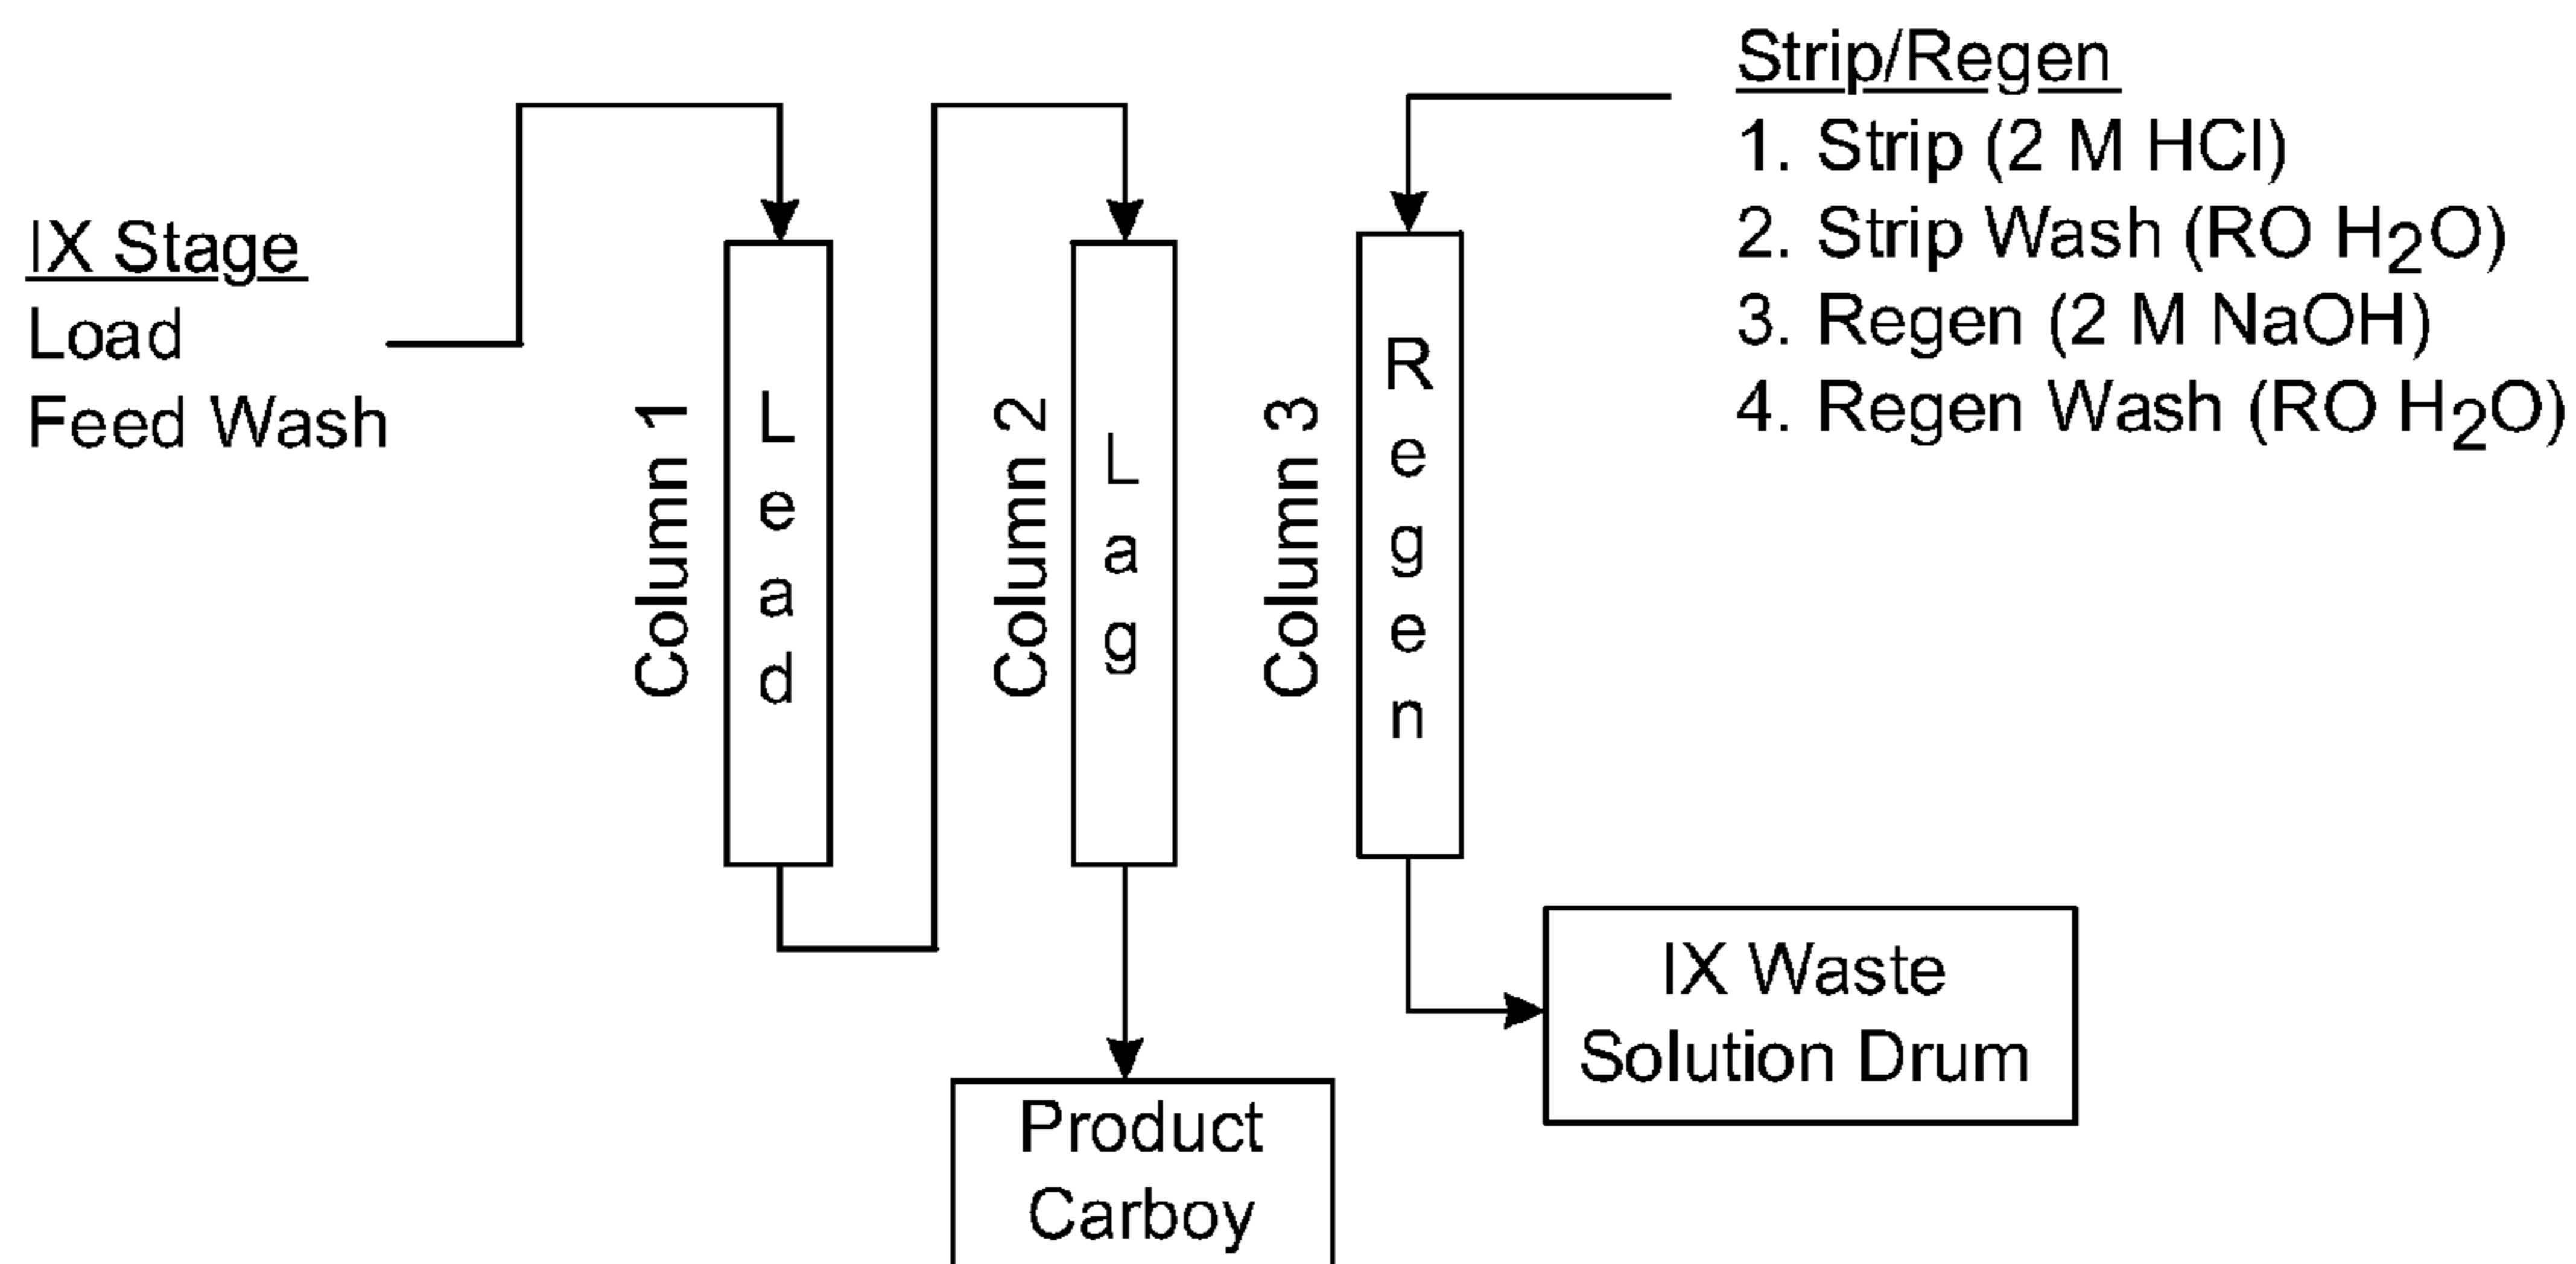 IX Stage
Load
Feed Wash
Column 1
Lead
Column 2
Lag
Column 3
Regen
Strip/Regen
1. Strip (2 M HCl)
2. Strip Wash (RO H₂O)
3. Regen (2 M NaOH)
4. Regen Wash (RO H₂O)
IX Waste
Solution Drum
Product
Carboy